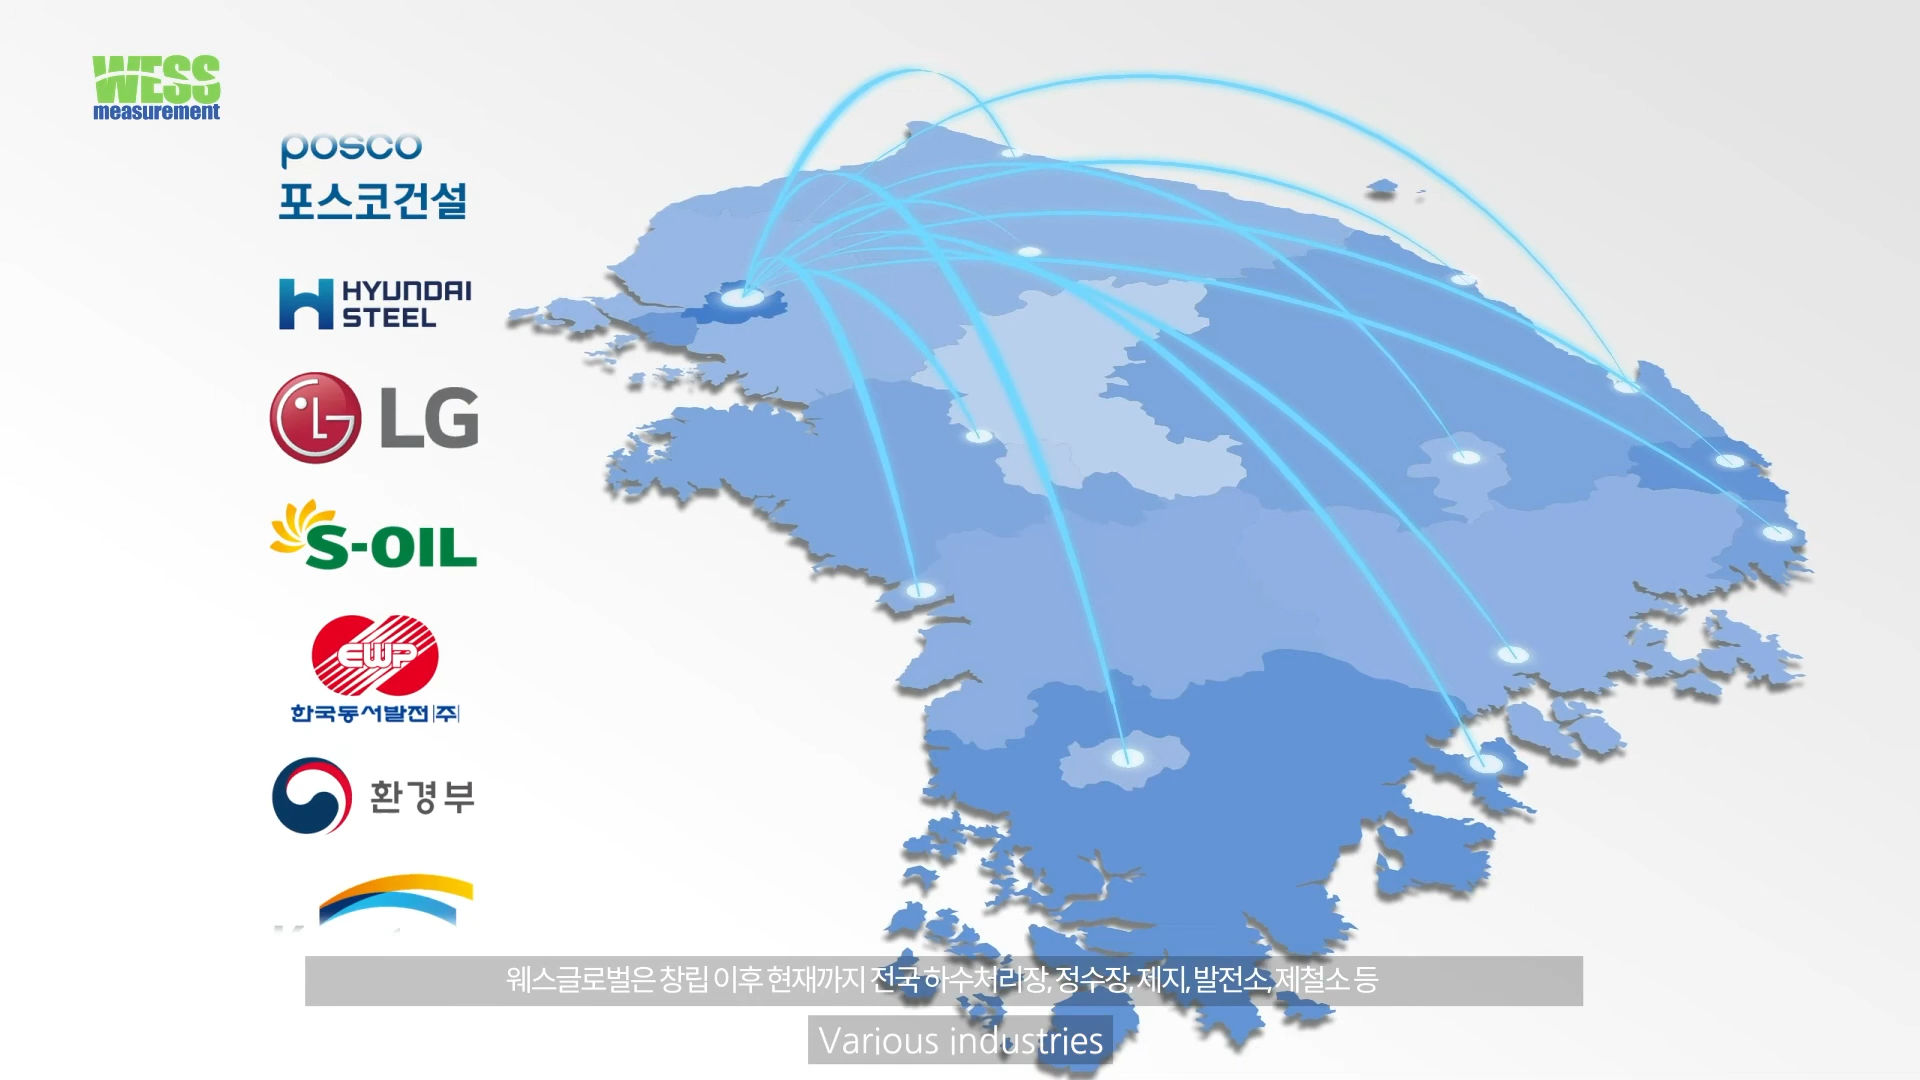 WESS
measurement
posco
포스코건설
HYUNDAI
STEEL
LG
S-OIL
EWP
한국동서발전(주)
환경부
웨스글로벌은 창립 이후 현재까지 전국 하수처리장, 정수장, 제지, 발전소, 제철소 등
Various industries